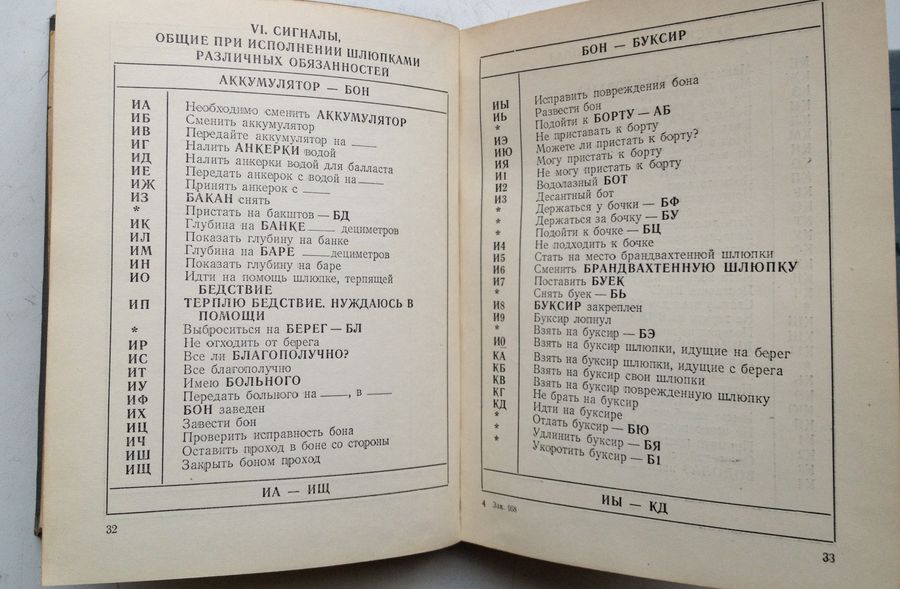 VI. СИГНАЛЫ,
ОБЩИЕ ПРИ ИСПОЛНЕНИИ ШЛЮПКАМИ
РАЗЛИЧНЫХ ОБЯЗАННОСТЕЙ
АККУМУЛЯТОР — БОН
ИА Необходимо сменить АККУМУЛЯТОР
ИБ Сменить аккумулятор
ИВ Передайте аккумулятор на ____
ИГ Налить АНКЕРКИ водой
ИД Налить анкерки водой для балласта
ИЕ Передать анкерок с водой на ____
ИЖ Принять анкерок с ____
ИЗ БАКАН снять
* Пристать на бакштов — БД
ИК Глубина на БАНКЕ ____ дециметров
ИЛ Показать глубину на банке
ИМ Глубина на БАРЕ ____ дециметров
ИН Показать глубину на баре
ИО Идти на помощь шлюпке, терпящей
БЕДСТВИЕ
ИП ТЕРПЛЮ БЕДСТВИЕ. НУЖДАЮСЬ В
ПОМОЩИ
* Выброситься на БЕРЕГ — БЛ
ИР Не отходить от берега
ИС Все ли БЛАГОПОЛУЧНО?
ИТ Все благополучно
ИУ Имею БОЛЬНОГО
ИФ Передать больного на ____, в ____
ИХ БОН заведен
ИЦ Завести бон
ИЧ Проверить исправность бона
ИШ Оставить проход в боне со стороны
ИЩ Закрыть боном проход
ИА — ИЩ
32
БОН — БУКСИР
ИЫ Исправить повреждения бона
ИЬ Развести бон
* Подойти к БОРТУ — АБ
ИЭ Не приставать к борту
ИЮ Можете ли пристать к борту?
ИЯ Могу пристать к борту
И1 Не могу пристать к борту
И2 Водолазный БОТ
И3 Десантный бот
* Держаться у бочки — БФ
* Держаться за бочку — БУ
* Подойти к бочке — БЦ
И4 Не подходить к бочке
И5 Стать на место брандвахтенной шлюпки
И6 Сменить БРАНДВАХТЕННУЮ ШЛЮПКУ
И7 Поставить БУЕК
* Снять буек — БЬ
И8 БУКСИР закреплен
И9 Буксир лопнул
* Взять на буксир — БЭ
И0 Взять на буксир шлюпки, идущие на берег
КА Взять на буксир шлюпки, идущие с берега
КБ Взять на буксир свои шлюпки
КВ Взять на буксир поврежденную шлюпку
КГ Не брать на буксир
КД Идти на буксире
* Отдать буксир — БЮ
* Удлинить буксир — БЯ
* Укоротить буксир — Б1
ИЫ — КД
4 Зак. 958
33